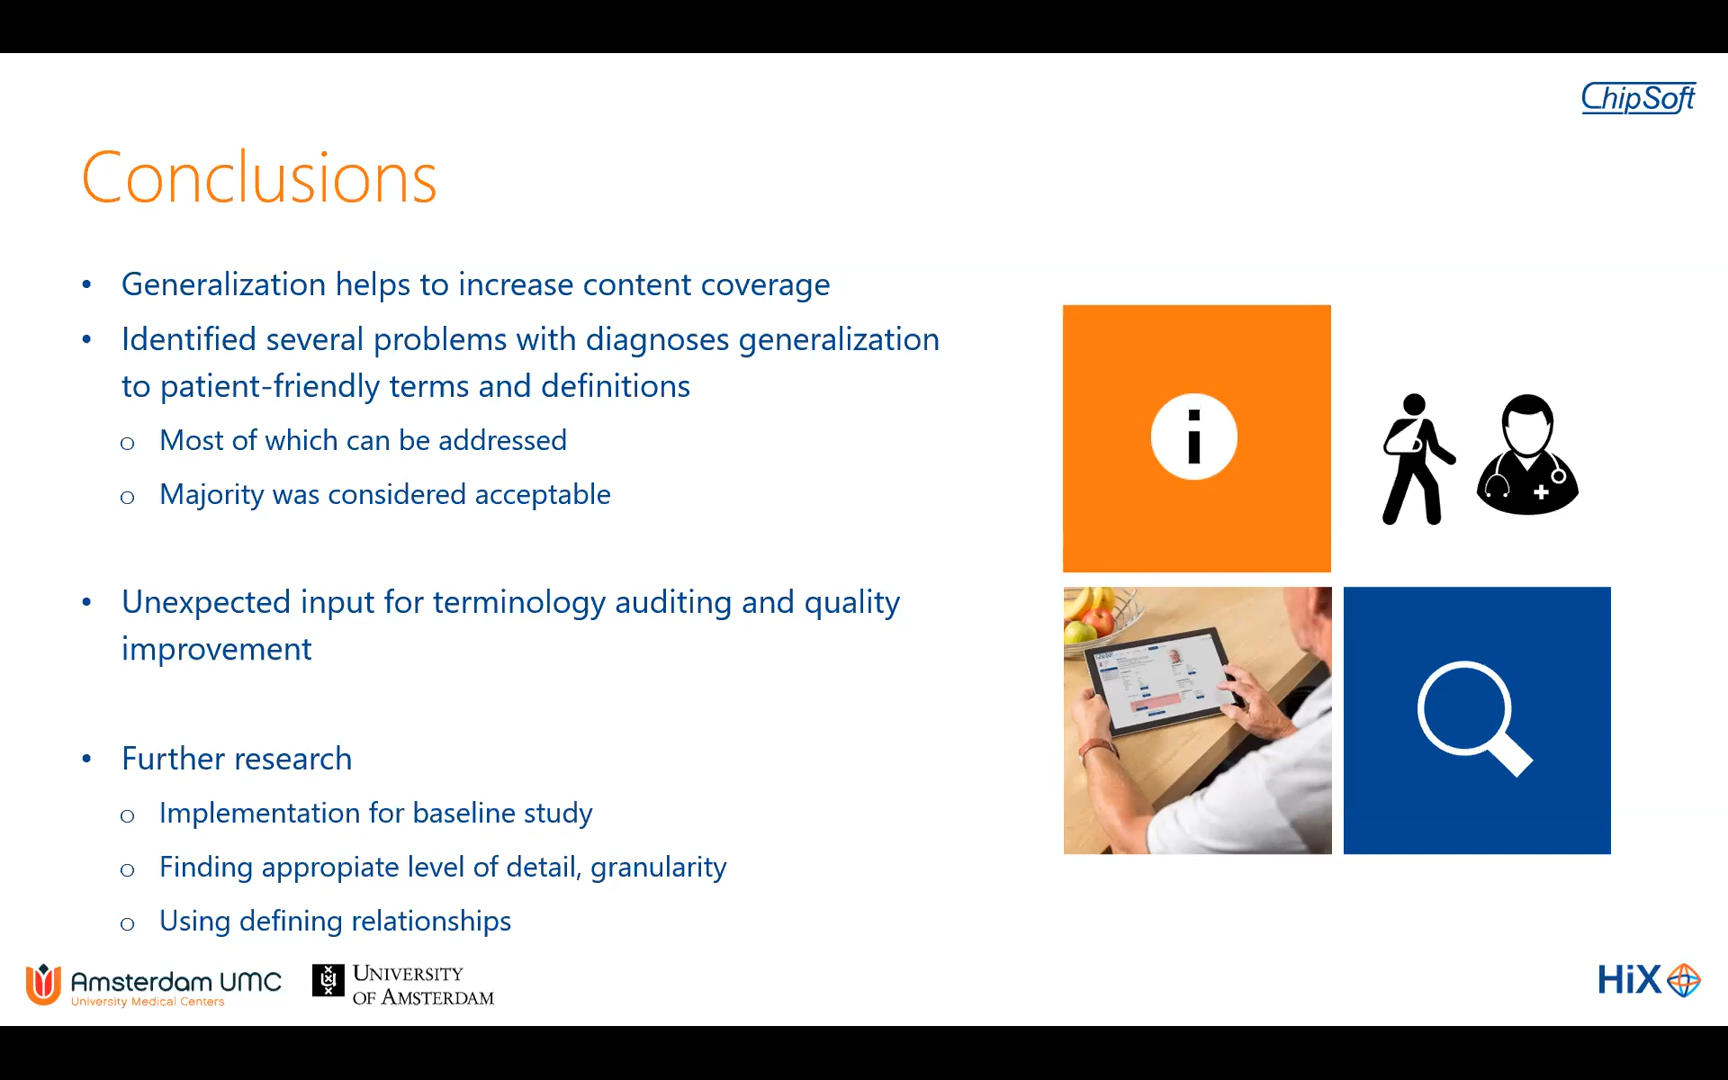 ChipSoft
Conclusions
• Generalization helps to increase content coverage
• Identified several problems with diagnoses generalization
to patient-friendly terms and definitions
o Most of which can be addressed
o Majority was considered acceptable
• Unexpected input for terminology auditing and quality
improvement
• Further research
o Implementation for baseline study
o Finding appropiate level of detail, granularity
o Using defining relationships
i
Amsterdam UMC
University Medical Centers
UNIVERSITY
OF AMSTERDAM
HiX